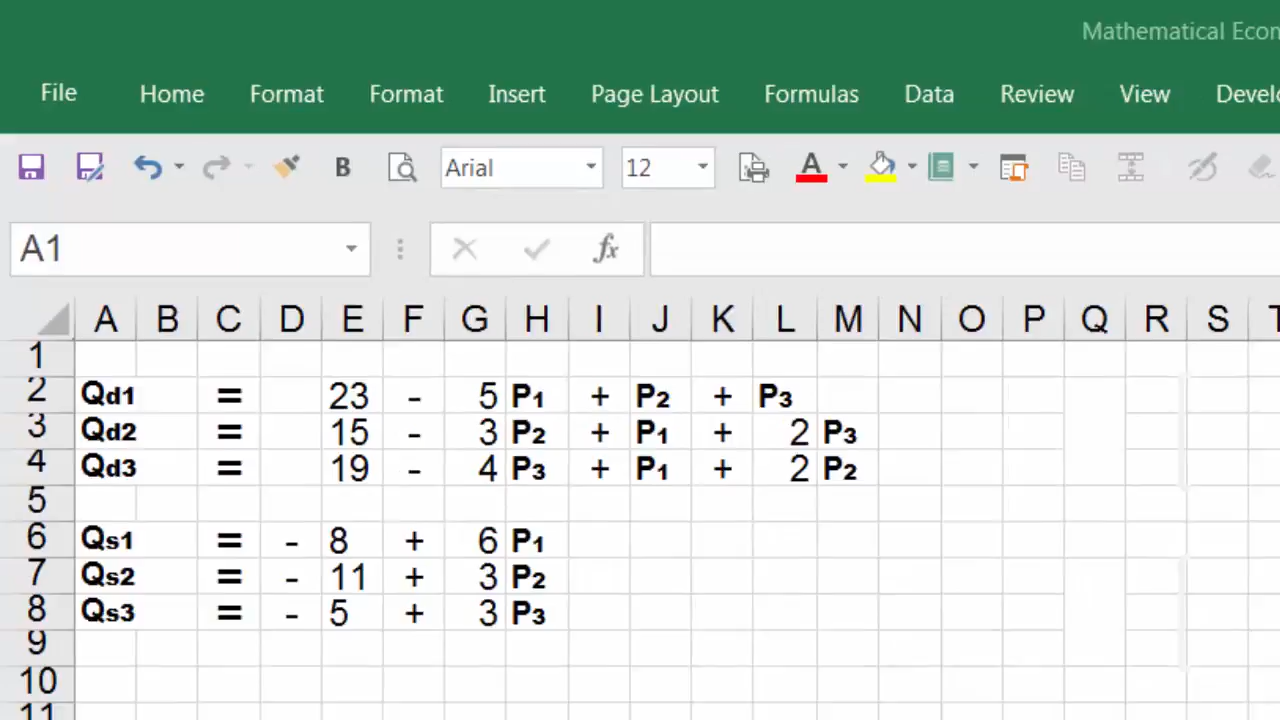 Mathematical Econ
File Home Format Format Insert Page Layout Formulas Data Review View Develo
B Arial 12 A
A1 fx
A B C D E F G H I J K L M N O P Q R S T
1
2 Qd1 = 23 - 5 P1 + P2 + P3
3 Qd2 = 15 - 3 P2 + P1 + 2 P3
4 Qd3 = 19 - 4 P3 + P1 + 2 P2
5
6 Qs1 = - 8 + 6 P1
7 Qs2 = - 11 + 3 P2
8 Qs3 = - 5 + 3 P3
9
10
11